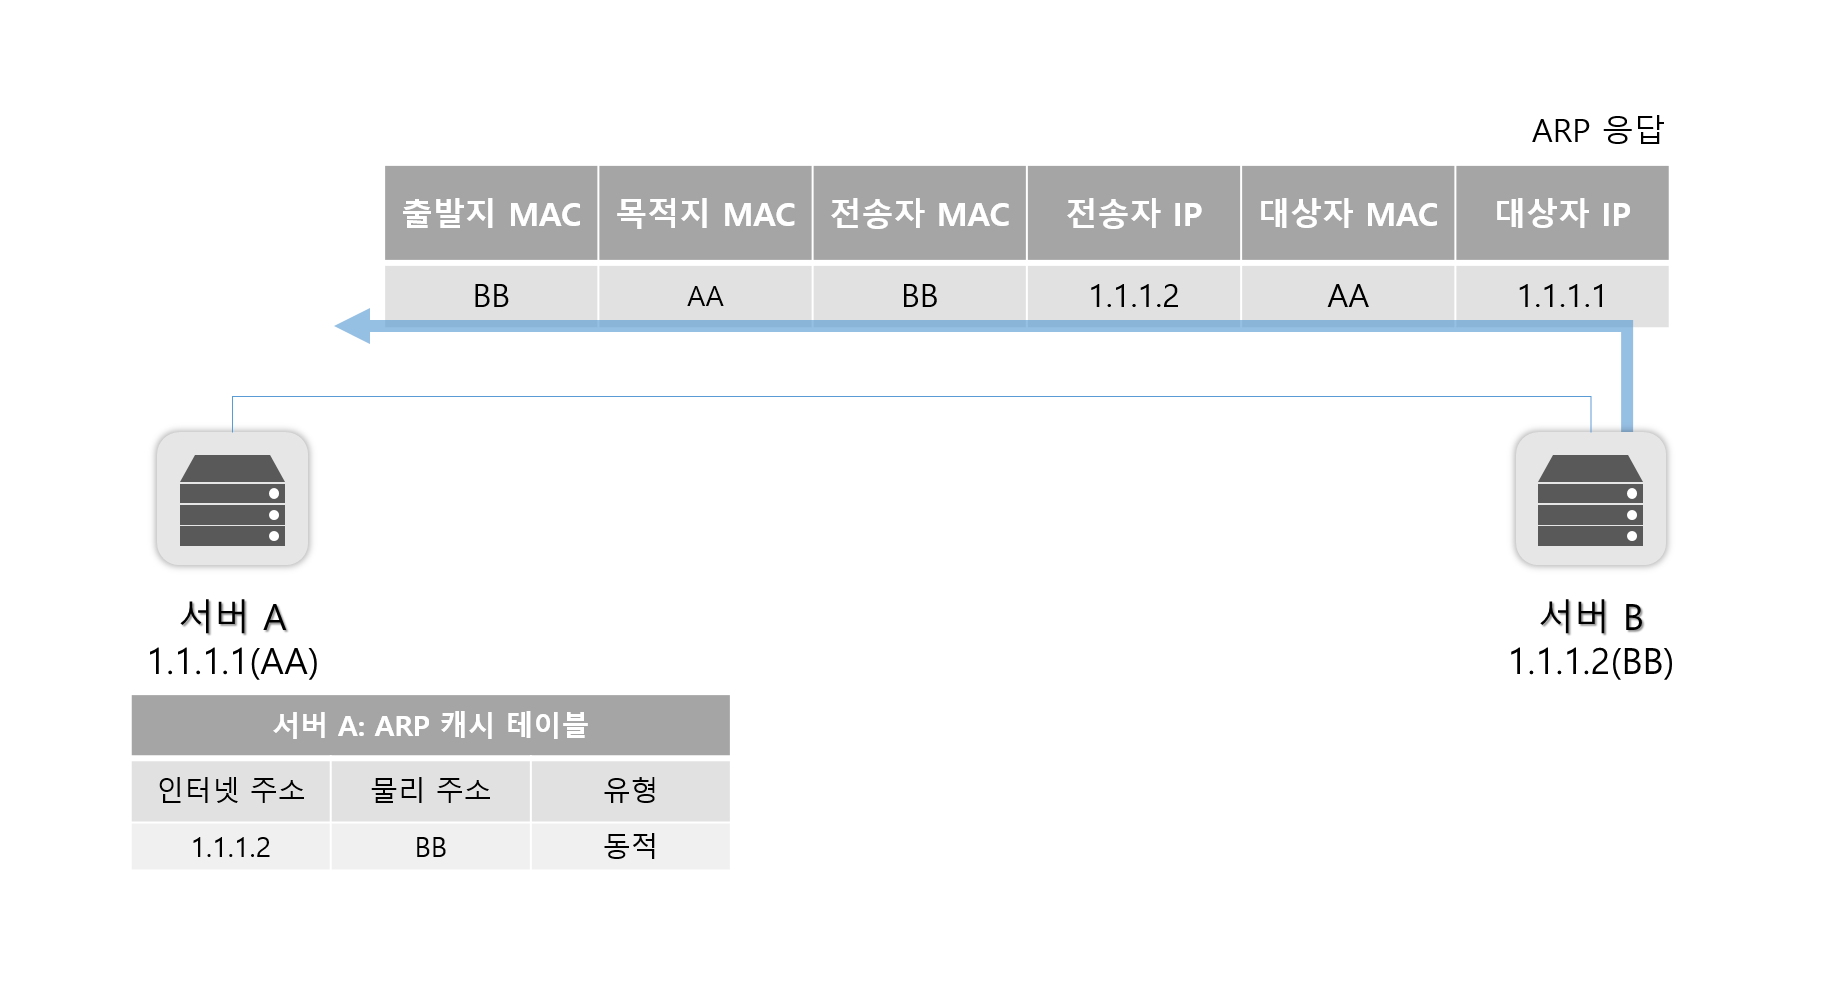 ARP 응답
출발지 MAC 목적지 MAC 전송자 MAC 전송자 IP 대상자 MAC 대상자 IP
BB AA BB 1.1.1.2 AA 1.1.1.1
서버 A
1.1.1.1(AA)
서버 B
1.1.1.2(BB)
서버 A: ARP 캐시 테이블
인터넷 주소 물리 주소 유형
1.1.1.2 BB 동적